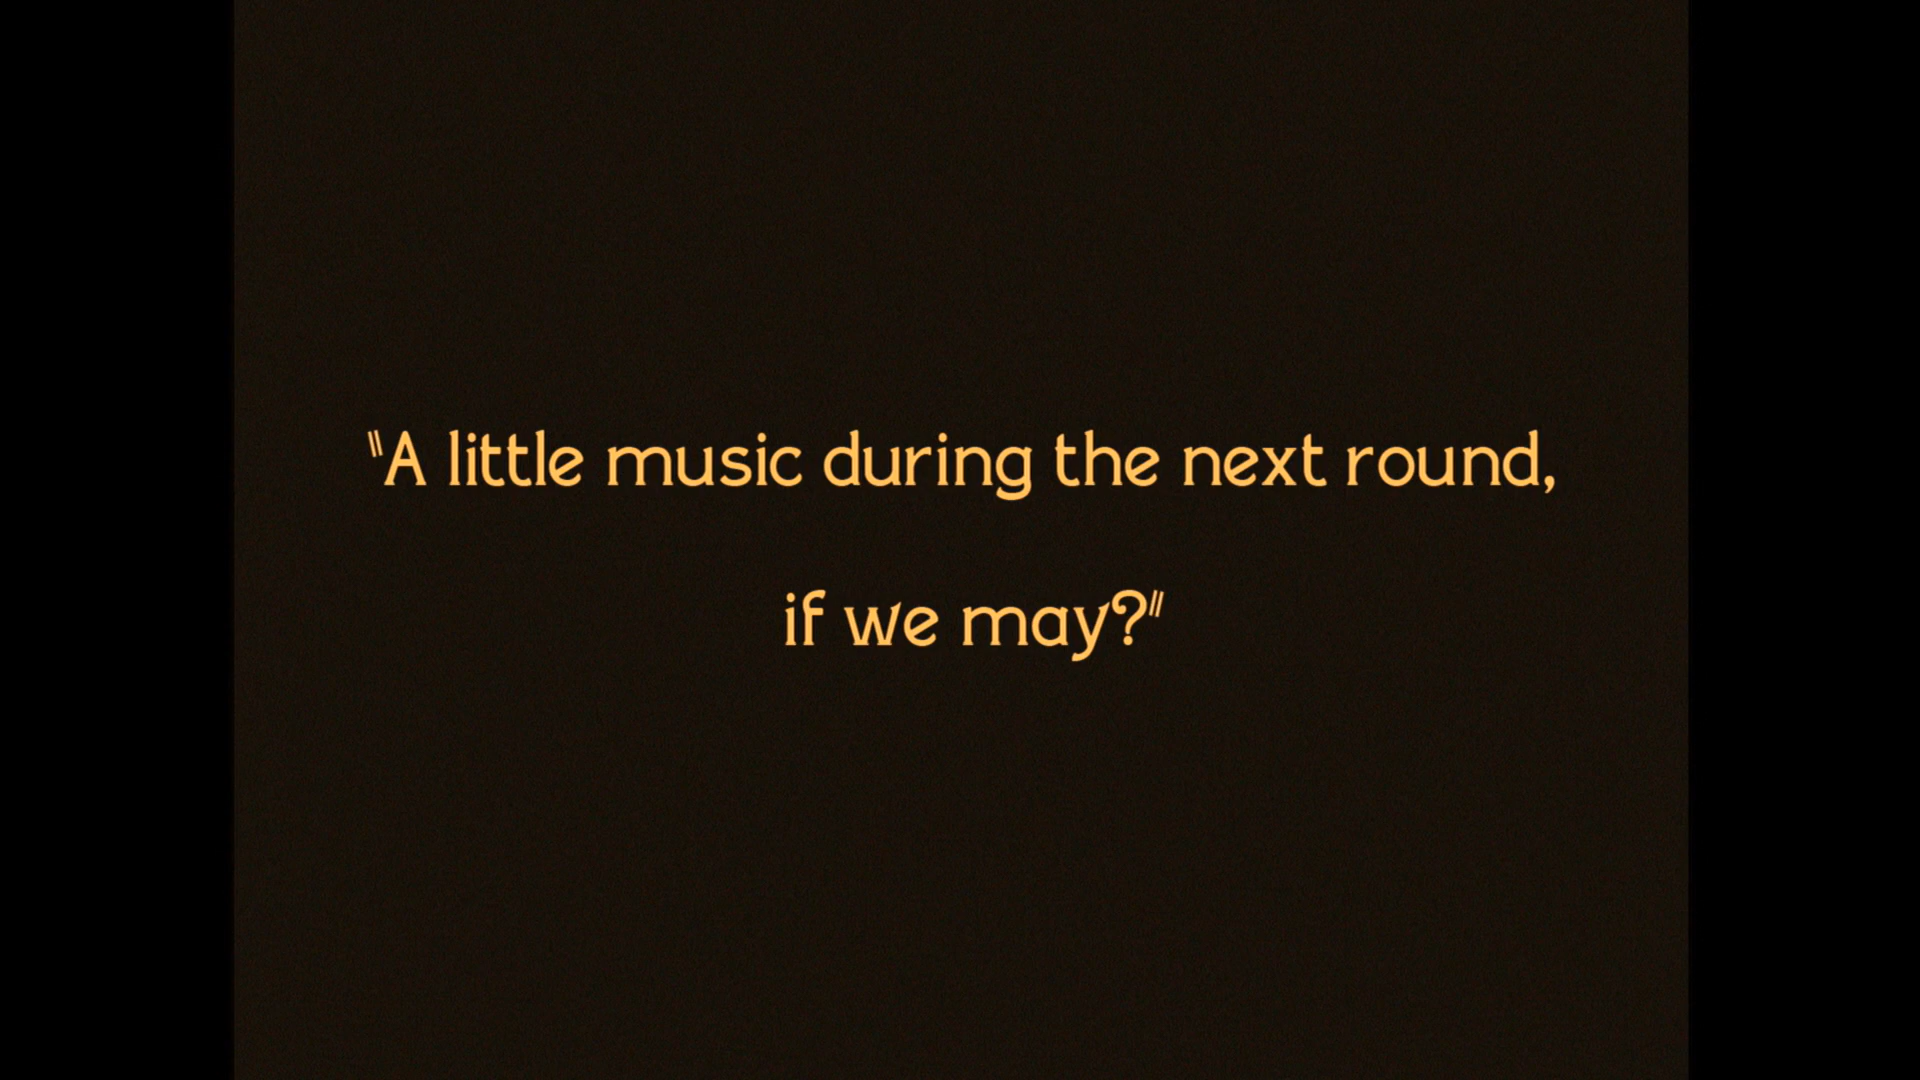 "A little music during the next round,
if we may?"